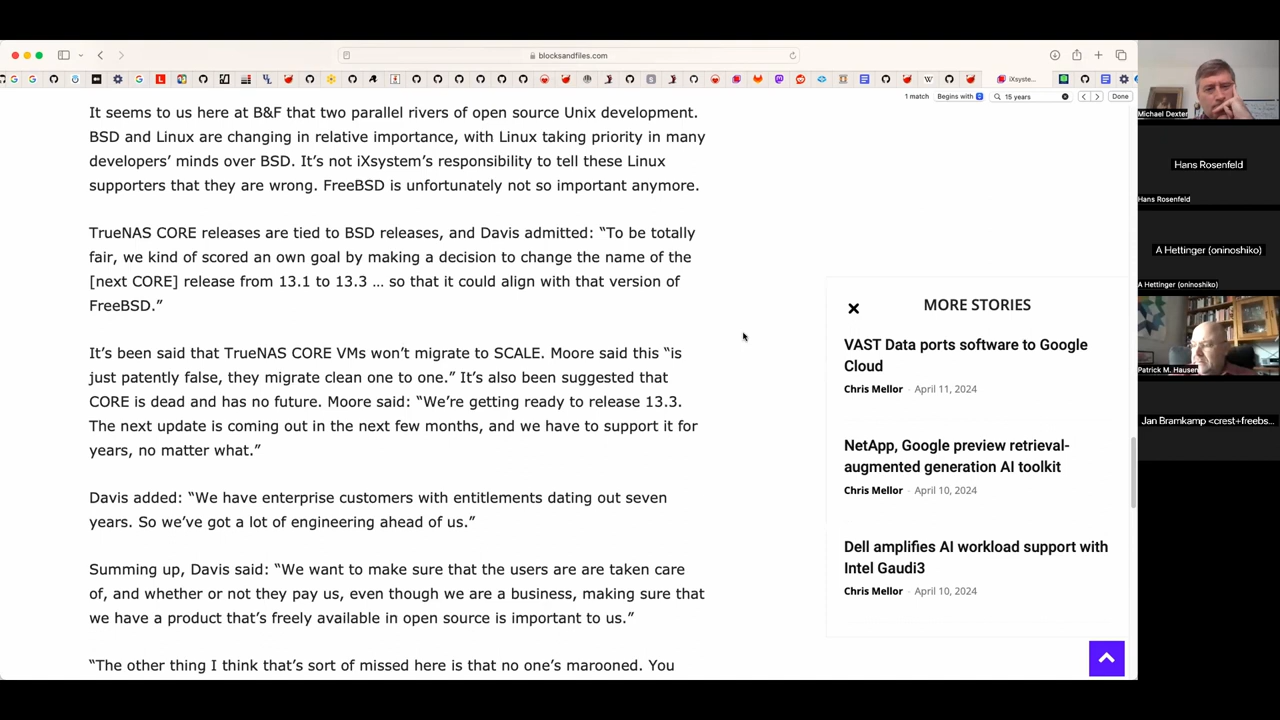 blocksandfiles.com
iXsyste...
1 match
Begins with
15 years
Done
It seems to us here at B&F that two parallel rivers of open source Unix development.
BSD and Linux are changing in relative importance, with Linux taking priority in many
developers’ minds over BSD. It’s not iXsystem’s responsibility to tell these Linux
supporters that they are wrong. FreeBSD is unfortunately not so important anymore.
TrueNAS CORE releases are tied to BSD releases, and Davis admitted: “To be totally
fair, we kind of scored an own goal by making a decision to change the name of the
[next CORE] release from 13.1 to 13.3 … so that it could align with that version of
FreeBSD.”
It’s been said that TrueNAS CORE VMs won’t migrate to SCALE. Moore said this “is
just patently false, they migrate clean one to one.” It’s also been suggested that
CORE is dead and hs no future. Moore said: “We’re getting ready to release 13.3.
The next update is coming out in the next few months, and we have to support it for
years, no matter what.”
Davis added: “We have enterprise customers with entitlements dating out seven
years. So we’ve got a lot of engineering ahead of us.”
Summing up, Davis said: “We want to make sure that the users are are taken care
of, and whether or not they pay us, even though we are a business, making sure that
we have a product that’s freely available in open source is important to us.”
“The other thing I think that’s sort of missed here is that no one’s marooned. You
MORE STORIES
VAST Data ports software to Google
Cloud
Chris Mellor - April 11, 2024
NetApp, Google preview retrieval-
augmented generation AI toolkit
Chris Mellor - April 10, 2024
Dell amplifies AI workload support with
Intel Gaudi3
Chris Mellor - April 10, 2024
Michael Dexter
Hans Rosenfeld
Hans Rosenfeld
A Hettinger (oninoshiko)
A Hettinger (oninoshiko)
Patrick M. Hausen
Jan Bramkamp <crest+freebs...